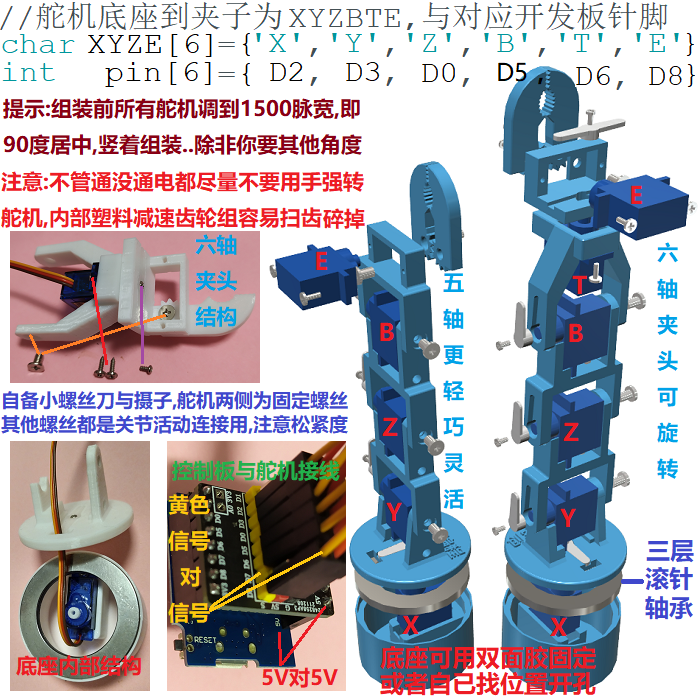 //舵机底座到夹子为XYZBTE,与对应开发板针脚
char XYZE[6]={'X','Y','Z','B','T','E'}
int pin[6]={ D2, D3, D0, D5, D6, D8}
提示:组装前所有舵机调到1500脉宽,即
90度居中,竖着组装..除非你要其他角度
注意:不管通没通电都尽量不要用手强转
舵机,内部塑料减速齿轮组容易扫齿碎掉
六轴
夹头
结构
自备小螺丝刀与摄子,舵机两侧为固定螺丝
其他螺丝都是关节活动连接用,注意松紧度
底座内部结构
控制板与舵机接线
黄色
信号
对
信号
A0 3V3
RESET
5V
5V
5V对5V
E
B
Z
Y
X
五轴更轻巧灵活
E
T
B
Z
Y
X
六轴夹头可旋转
三层
滚针
轴承
底座可用双面胶固定
或者自已找位置开孔